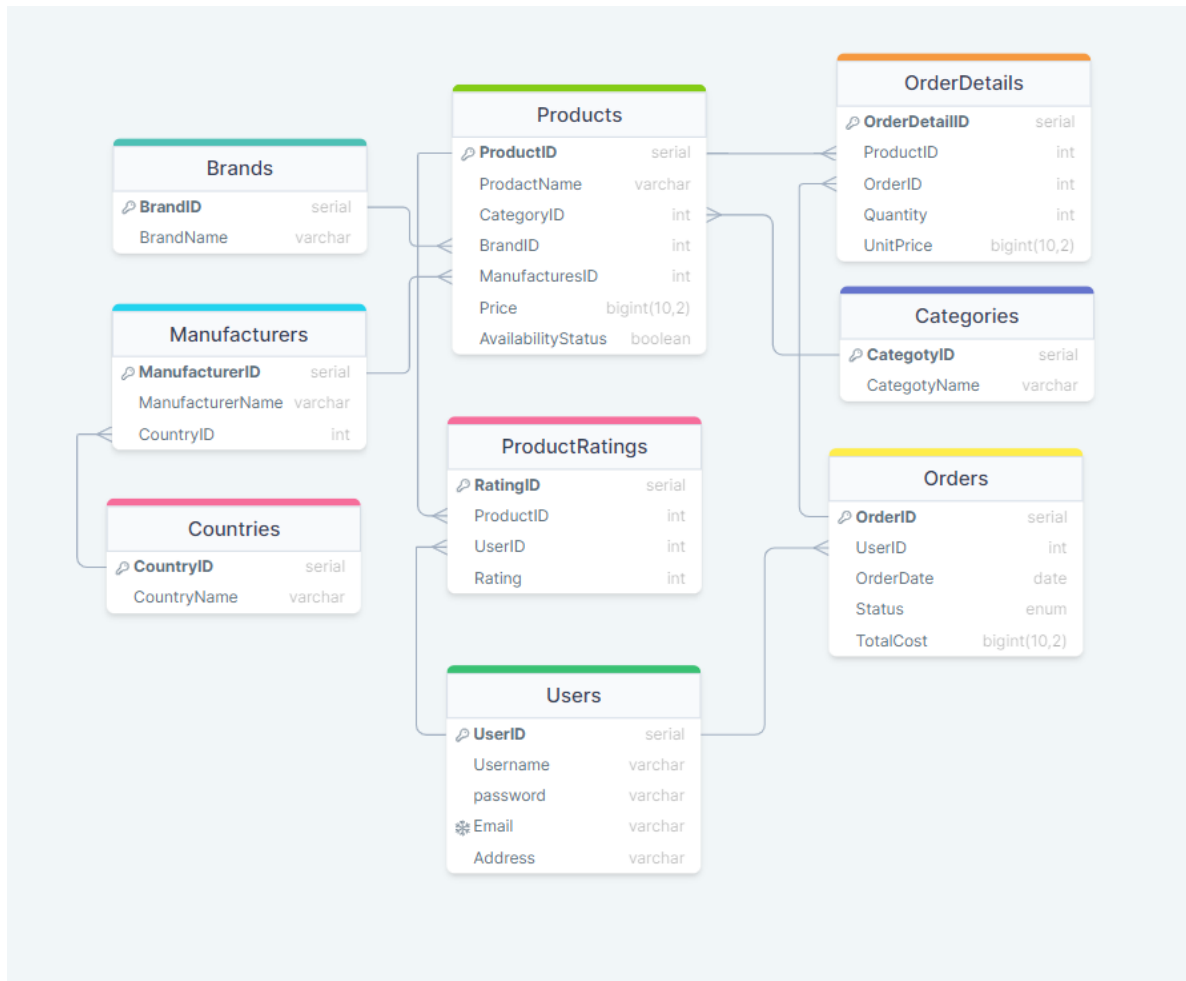 Brands
BrandID serial
BrandName varchar
Manufacturers
ManufacturerID serial
ManufacturerName varchar
CountryID int
Countries
CountryID serial
CountryName varchar
Products
ProductID serial
ProdactName varchar
CategoryID int
BrandID int
ManufacturesID int
Price bigint(10,2)
AvailabilityStatus boolean
ProductRatings
RatingID serial
ProductID int
UserID int
Rating int
Users
UserID serial
Username varchar
password varchar
Email varchar
Address varchar
OrderDetails
OrderDetailID serial
ProductID int
OrderID int
Quantity int
UnitPrice bigint(10,2)
Categories
CategotyID serial
CategotyName varchar
Orders
OrderID serial
UserID int
OrderDate date
Status enum
TotalCost bigint(10,2)